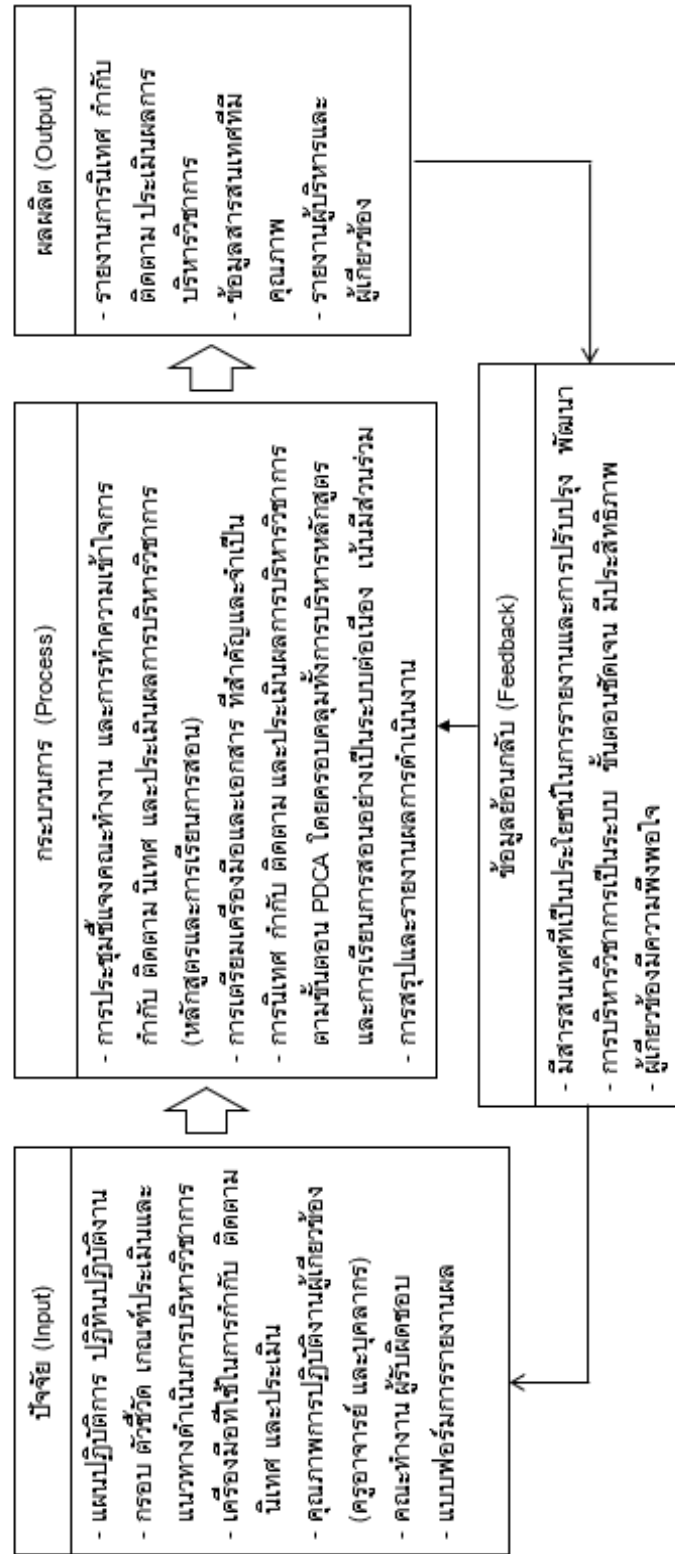 ปัจจัย (Input)
- แผนปฏิบัติการ ปฏิทินปฏิบัติงาน
- กรอบ ตัวชี้วัด เกณฑ์ประเมินและ
แนวทางดำเนินการบริหารวิชาการ
- เครื่องมือที่ใช้ในการกำกับ ติดตาม
นิเทศ และประเมิน
- คุณภาพการปฏิบัติงานผู้เกี่ยวข้อง
(ครูอาจารย์ และบุคลากร)
- คณะทำงาน ผู้รับผิดชอบ
- แบบฟอร์มการรายงานผล
กระบวนการ (Process)
- การประชุมชี้แจงคณะทำงาน และการทำความเข้าใจการ
กำกับ ติดตาม นิเทศ และประเมินผลการบริหารวิชาการ
(หลักสูตรและการเรียนการสอน)
- การเตรียมเครื่องมือและเอกสาร ที่สำคัญและจำเป็น
- การนิเทศ กำกับ ติดตาม และประเมินผลการบริหารวิชาการ
ตามขั้นตอน PDCA โดยครอบคลุมทั้งการบริหารหลักสูตร
และการเรียนการสอนอย่างเป็นระบบต่อเนื่อง เน้นมีส่วนร่วม
- การสรุปและรายงานผลการดำเนินงาน
ผลผลิต (Output)
- รายงานการนิเทศ กำกับ
ติดตาม ประเมินผลการ
บริหารวิชาการ
- ข้อมูลสารสนเทศที่มี
คุณภาพ
- รายงานผู้บริหารและ
ผู้เกี่ยวข้อง
ข้อมูลย้อนกลับ (Feedback)
- มีสารสนเทศที่เป็นประโยชน์ในการรายงานและการปรับปรุง พัฒนา
- การบริหารวิชาการเป็นระบบ ขั้นตอนชัดเจน มีประสิทธิภาพ
- ผู้เกี่ยวข้องมีความพึงพอใจ